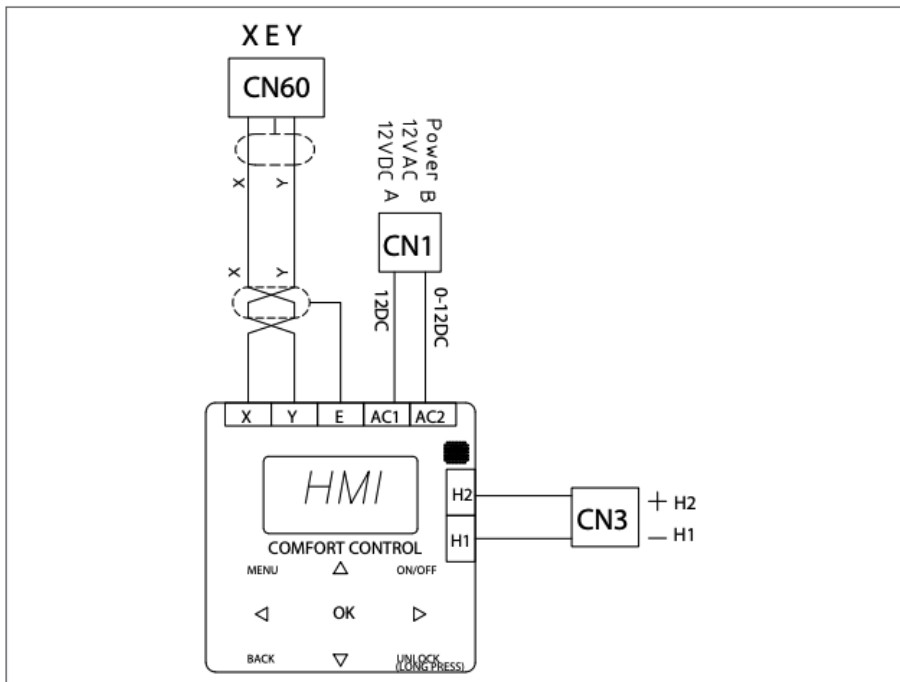 X E Y
CN60
X Y
X Y
Power B
12VAC
12VDC A
CN1
12DC
0-12DC
X Y E AC1 AC2
HMI
COMFORT CONTROL
MENU ON/OFF
OK
BACK UNLOCK
(LONG PRESS)
H2
H1
CN3
+ H2
— H1